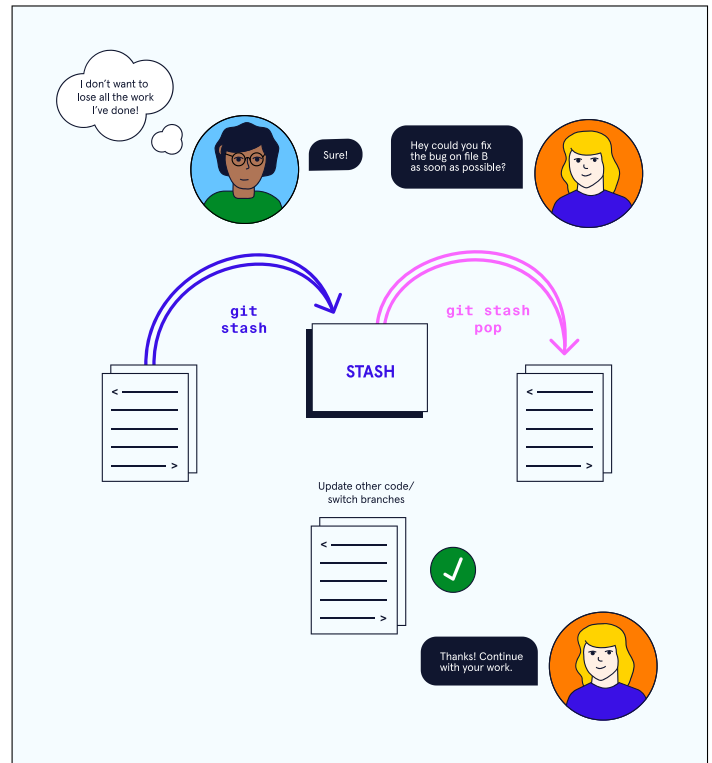 I don't want to
lose all the work
I've done!
Sure!
Hey could you fix
the bug on file B
as soon as possible?
git
stash
git stash
pop
STASH
<
>
<
>
Update other code/
switch branches
<
>
Thanks! Continue
with your work.